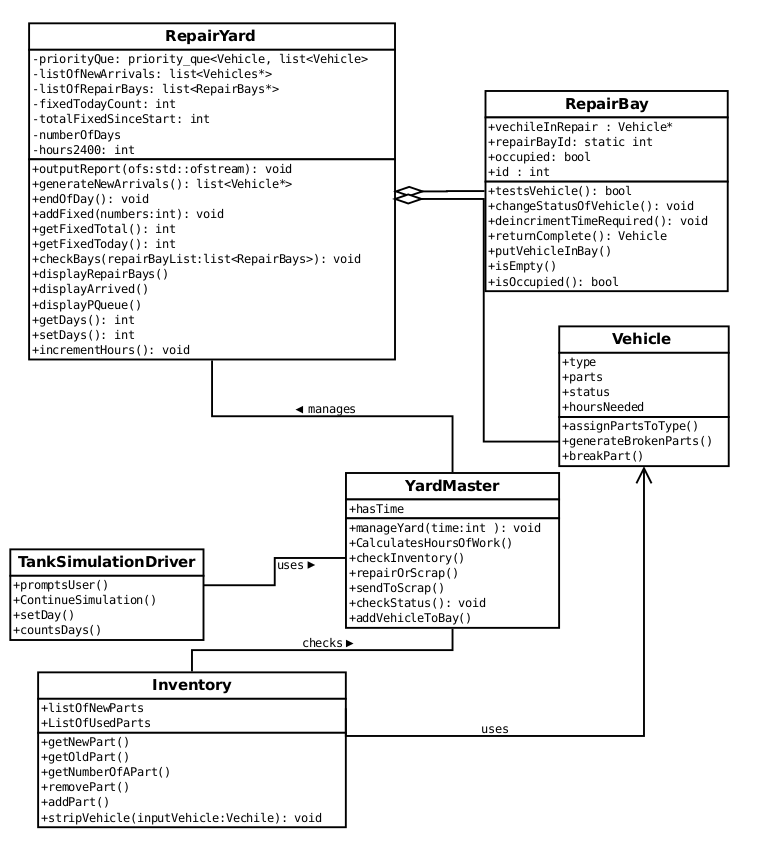 RepairYard
-priorityQue: priority_que<Vehicle, list<Vehicle>
-listOfNewArrivals: list<Vehicles*>
-listOfRepairBays: list<RepairBays*>
-fixedTodayCount: int
-totalFixedSinceStart: int
-numberOfDays
-hours2400: int
+outputReport(ofs:std::ofstream): void
+generateNewArrivals(): list<Vehicle*>
+endOfDay(): void
+addFixed(numbers:int): void
+getFixedTotal(): int
+getFixedToday(): int
+checkBays(repairBayList:list<RepairBays>): void
+displayRepairBays()
+displayArrived()
+displayPQueue()
+getDays(): int
+setDays(): int
+incrementHours(): void
RepairBay
+vechileInRepair : Vehicle*
+repairBayId: static int
+occupied: bool
+id : int
+testsVehicle(): bool
+changeStatusOfVehicle(): void
+deincrimentTimeRequired(): void
+returnComplete(): Vehicle
+putVehicleInBay()
+isEmpty()
+isOccupied(): bool
Vehicle
+type
+parts
+status
+hoursNeeded
+assignPartsToType()
+generateBrokenParts()
+breakPart()
◄ manages
YardMaster
+hasTime
+manageYard(time:int ): void
+CalculatesHoursOfWork()
+checkInventory()
+repairOrScrap()
+sendToScrap()
+checkStatus(): void
+addVehicleToBay()
TankSimulationDriver
+promptsUser()
+ContinueSimulation()
+setDay()
+countsDays()
uses ►
checks ►
Inventory
+listOfNewParts
+ListOfUsedParts
+getNewPart()
+getOldPart()
+getNumberOfAPart()
+removePart()
+addPart()
+stripVehicle(inputVehicle:Vechile): void
uses